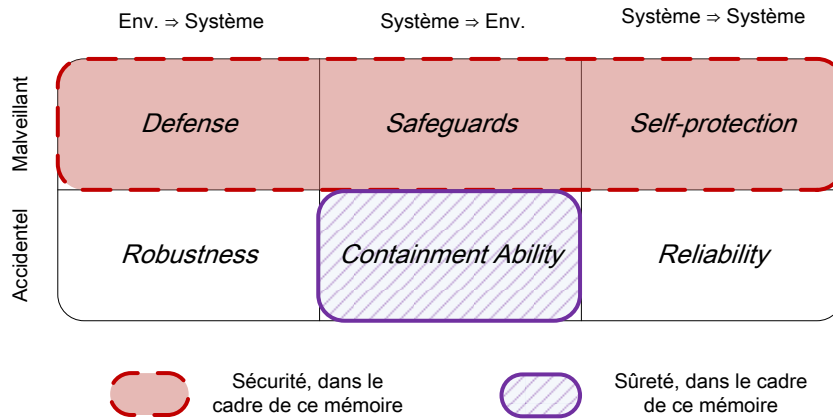 Env. ⇒ Système
Système ⇒ Env.
Système ⇒ Système
Malveillant
Defense
Safeguards
Self-protection
Accidentel
Robustness
Containment Ability
Reliability
Sécurité, dans le
cadre de ce mémoire
Sûreté, dans le cadre
de ce mémoire